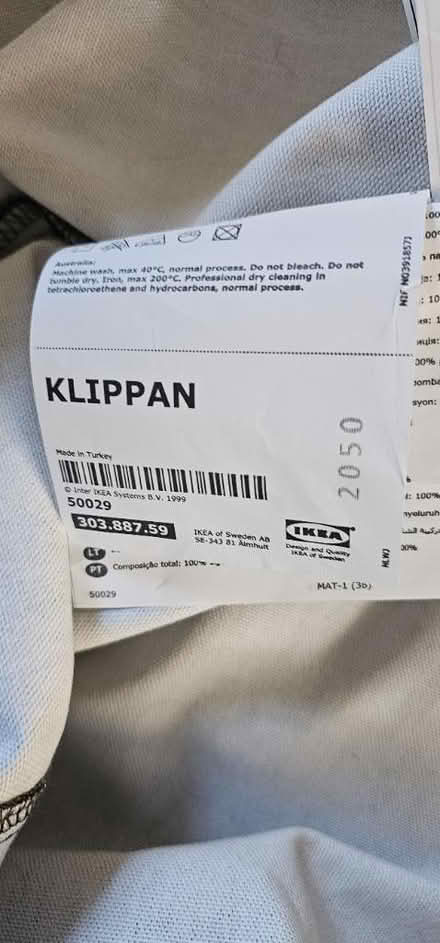 Australia:
Machine wash, max 40°C, normal process. Do not bleach. Do not
tumble dry. Iron, max 200°C. Professional dry cleaning in
tetrachloroethene and hydrocarbons, normal process.
KLIPPAN
2050
Made in Turkey
© Inter IKEA Systems B.V. 1999
50029
303.887.59
IKEA of Sweden AB
SE-343 81 Älmhult
IKEA®
Design and Quality
IKEA of Sweden
LT
PT Composição total: 100%
50029
MAT-1 (3b)
HLWJ